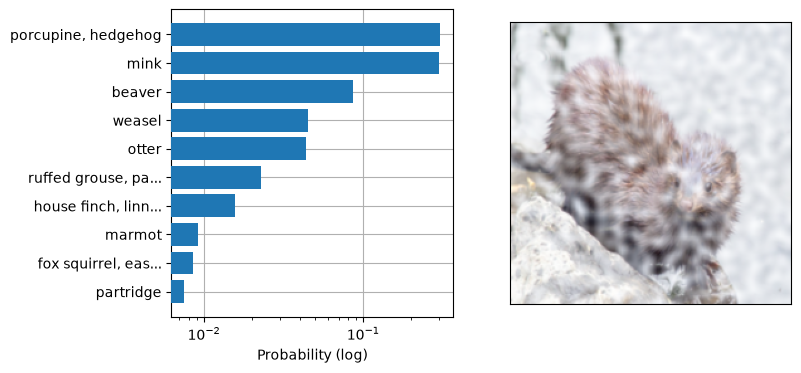 porcupine, hedgehog
mink
beaver
weasel
otter
ruffed grouse, pa...
house finch, linn...
marmot
fox squirrel, eas...
partridge
10⁻² 10⁻¹
Probability (log)